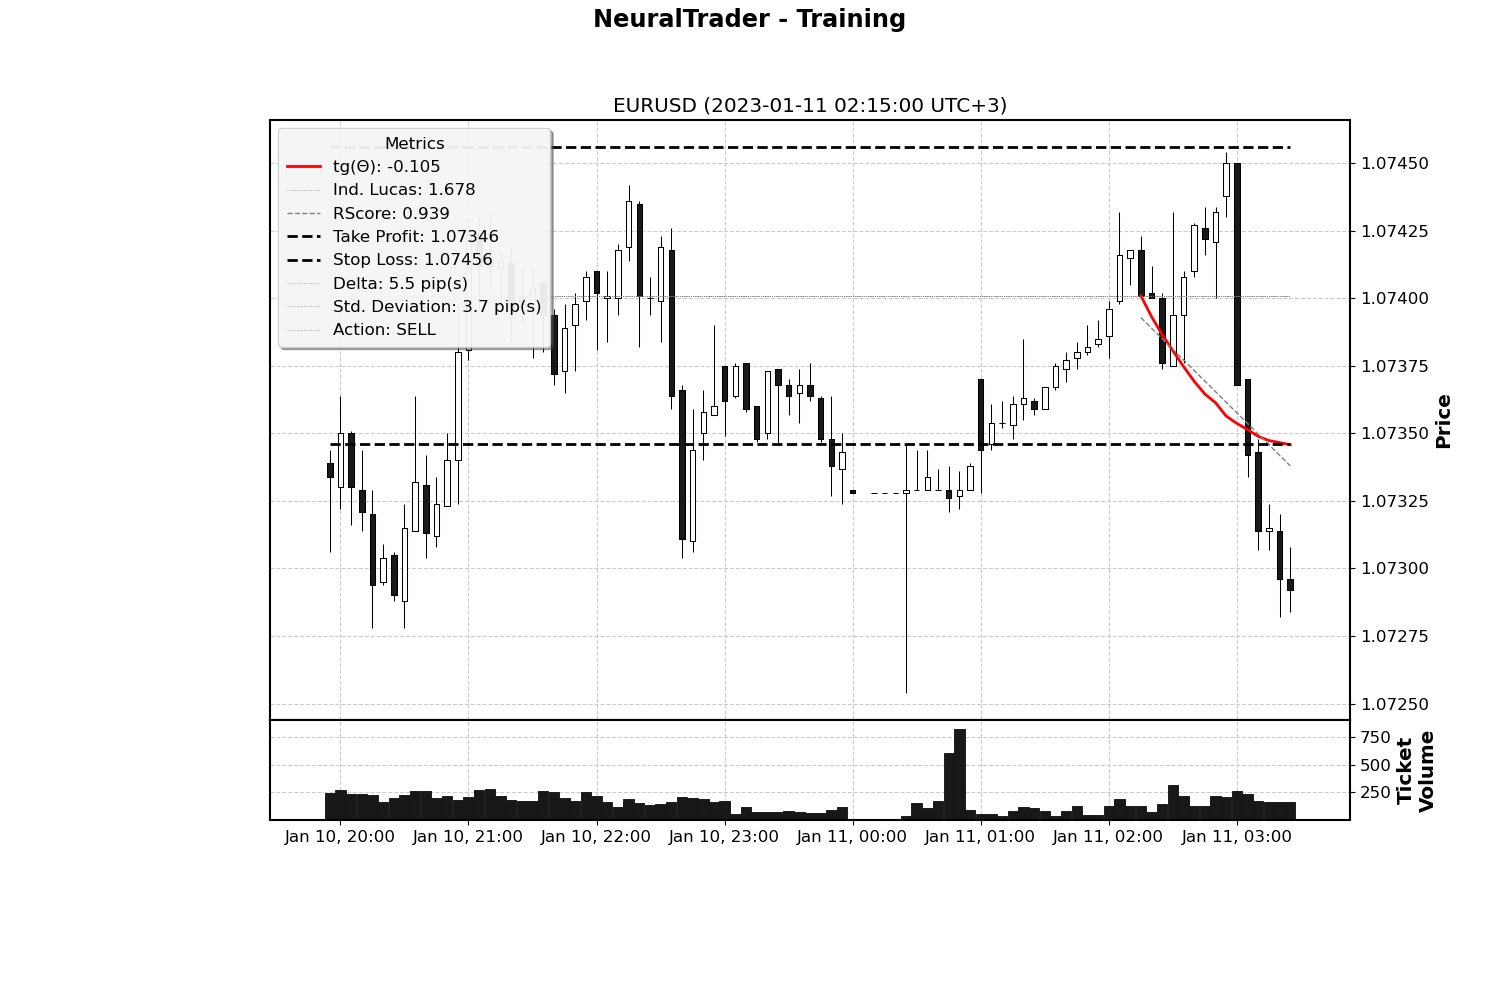 NeuralTrader - Training
EURUSD (2023-01-11 02:15:00 UTC+3)
Metrics
tg(Θ): -0.105
Ind. Lucas: 1.678
RScore: 0.939
Take Profit: 1.07346
Stop Loss: 1.07456
Delta: 5.5 pip(s)
Std. Deviation: 3.7 pip(s)
Action: SELL
1.07450
1.07425
1.07400
1.07375
1.07350
1.07325
1.07300
1.07275
1.07250
Price
750
500
250
Ticket
Volume
Jan 10, 20:00 Jan 10, 21:00 Jan 10, 22:00 Jan 10, 23:00 Jan 11, 00:00 Jan 11, 01:00 Jan 11, 02:00 Jan 11, 03:00